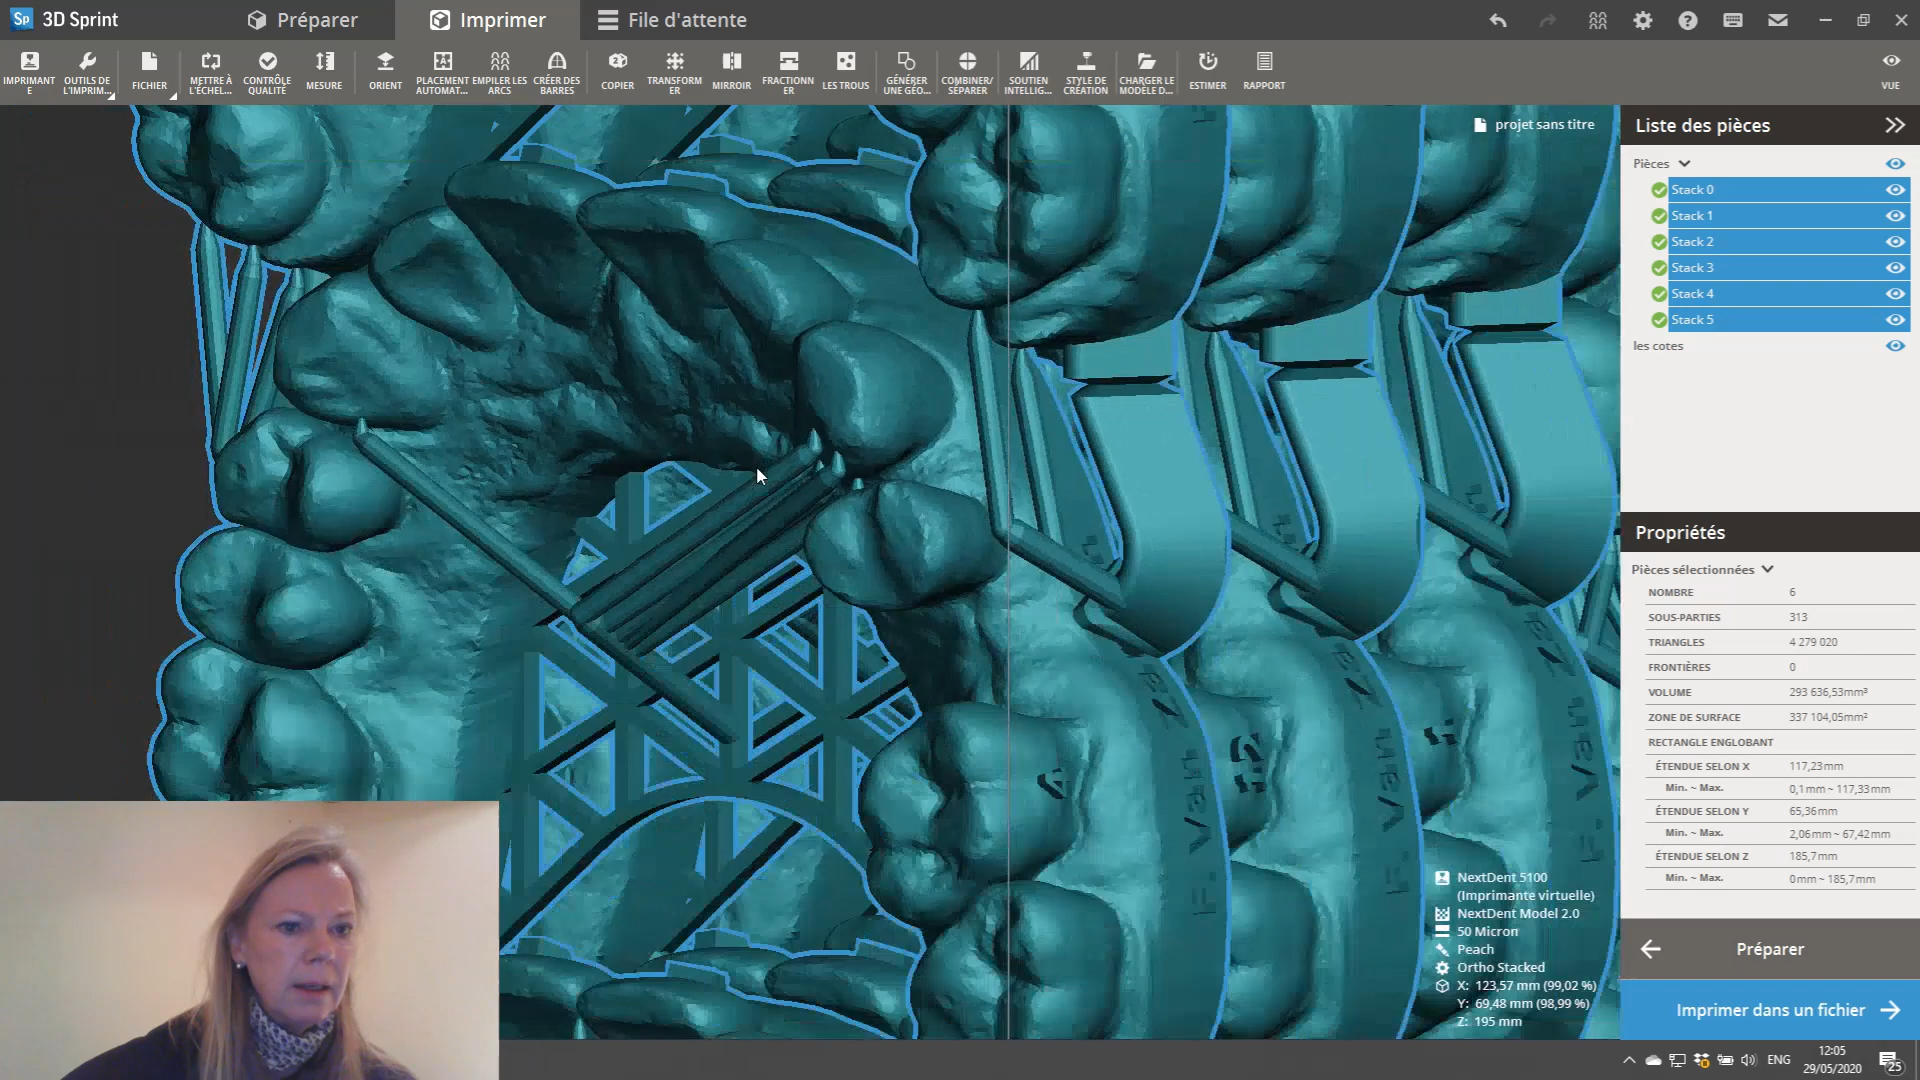 Sp 3D Sprint
Préparer
Imprimer
File d'attente
IMPRIMANT
E
OUTILS DE
L'IMPRIM...
FICHIER
METTRE À
L'ÉCHEL...
CONTRÔLE
QUALITÉ
MESURE
ORIENT
PLACEMENT
AUTOMAT...
EMPILER LES
ARCS
CRÉER DES
BARRES
COPIER
TRANSFORM
ER
MIRROIR
FRACTIONN
ER
LES TROUS
GÉNÉRER
UNE GÉO...
COMBINER/
SÉPARER
SOUTIEN
INTELLIG...
STYLE DE
CRÉATION
CHARGER LE
MODÈLE D...
ESTIMER
RAPPORT
VUE
projet sans titre
Liste des pièces
Pièces
Stack 0
Stack 1
Stack 2
Stack 3
Stack 4
Stack 5
les cotes
Propriétés
Pièces sélectionnées
NOMBRE 6
SOUS-PARTIES 313
TRIANGLES 4 279 020
FRONTIÈRES 0
VOLUME 293 636,53mm³
ZONE DE SURFACE 337 104,05mm²
RECTANGLE ENGLOBANT
ÉTENDUE SELON X 117,23mm
Min. ~ Max. 0,1mm ~ 117,33mm
ÉTENDUE SELON Y 65,36mm
Min. ~ Max. 2,06mm ~ 67,42mm
ÉTENDUE SELON Z 185,7mm
Min. ~ Max. 0mm ~ 185,7mm
NextDent 5100
(Imprimante virtuelle)
NextDent Model 2.0
50 Micron
Peach
Ortho Stacked
X: 123,57 mm (99,02 %)
Y: 69,48 mm (98,99 %)
Z: 195 mm
Préparer
Imprimer dans un fichier
ENG
12:05
29/05/2020
25